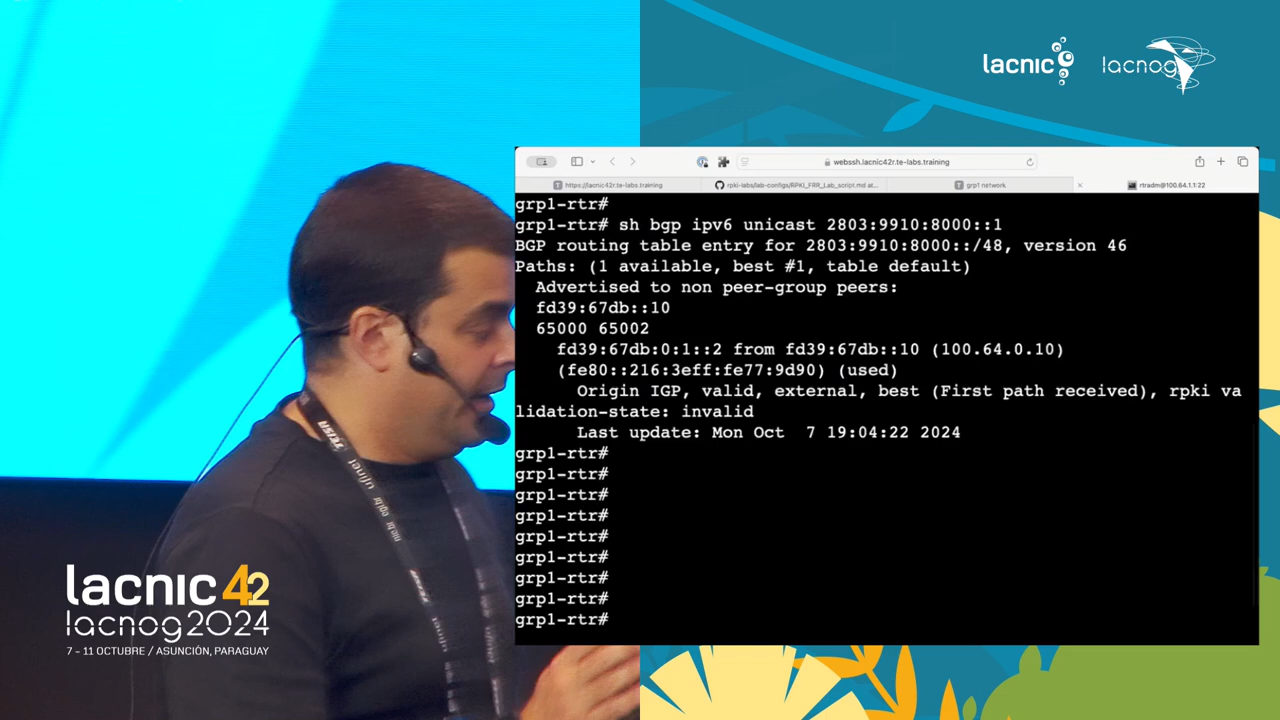 lacnic
lacnog
webssh.lacnic42r.te-labs.training
https://lacnic42r.te-labs.training
rpki-labs/lab-configs/RPKI_FRR_Lab_script.md at...
grp1 network
rtradm@100.64.1.1:22
grp1-rtr#
grp1-rtr# sh bgp ipv6 unicast 2803:9910:8000::1
BGP routing table entry for 2803:9910:8000::/48, version 46
Paths: (1 available, best #1, table default)
Advertised to non peer-group peers:
fd39:67db::10
65000 65002
fd39:67db:0:1::2 from fd39:67db::10 (100.64.0.10)
(fe80::216:3eff:fe77:9d90) (used)
Origin IGP, valid, external, best (First path received), rpki va
lidation-state: invalid
Last update: Mon Oct  7 19:04:22 2024
grp1-rtr#
grp1-rtr#
grp1-rtr#
grp1-rtr#
grp1-rtr#
grp1-rtr#
grp1-rtr#
grp1-rtr#
grp1-rtr#
ufinet
lacnic 42
lacnog2024
7 - 11 OCTUBRE / ASUNCIÓN, PARAGUAY